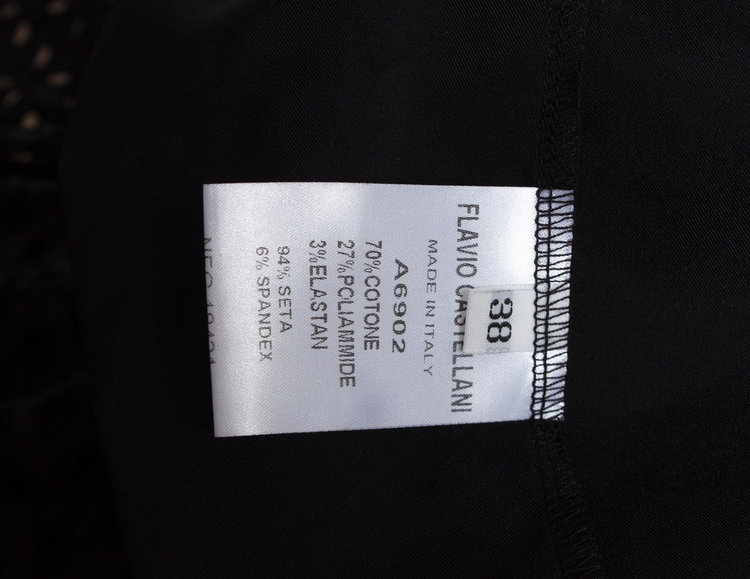 38
FLAVIO CASTELLANI
MADE IN ITALY
A6902
70%COTONE
27%POLIAMMIDE
3%ELASTAN
94% SETA
6% SPANDEX